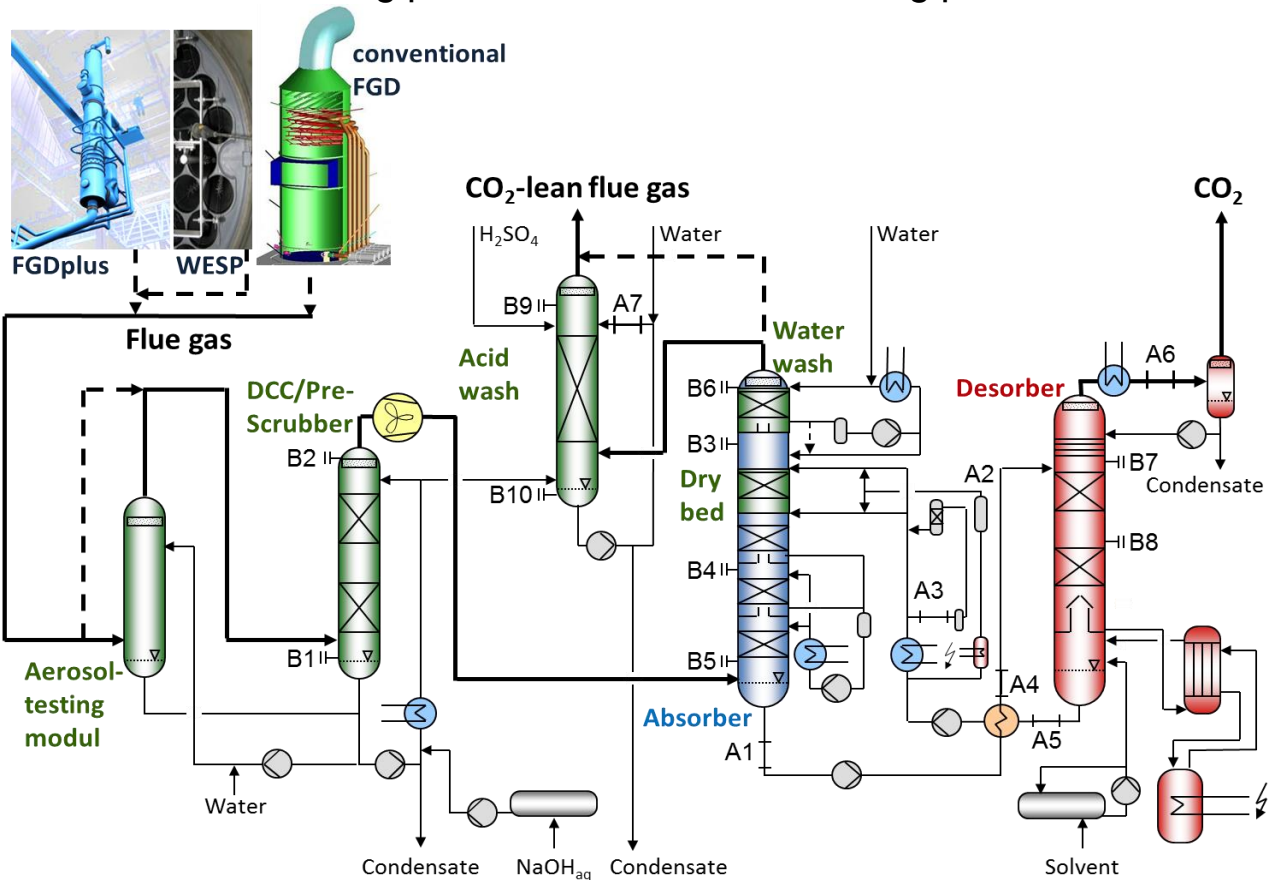 conventional
FGD
FGDplus
WESP
Flue gas
CO₂-lean flue gas
CO₂
H₂SO₄
Water
Water
B9
A7
Acid
wash
Water
wash
DCC/Pre-
Scrubber
B6
Desorber
A6
B3
B2
B7
A2
Condensate
B10
Dry
bed
B8
B4
A3
B1
B5
Aerosol-
testing
modul
A4
Absorber
A5
A1
Water
Condensate
NaOHaq
Condensate
Solvent